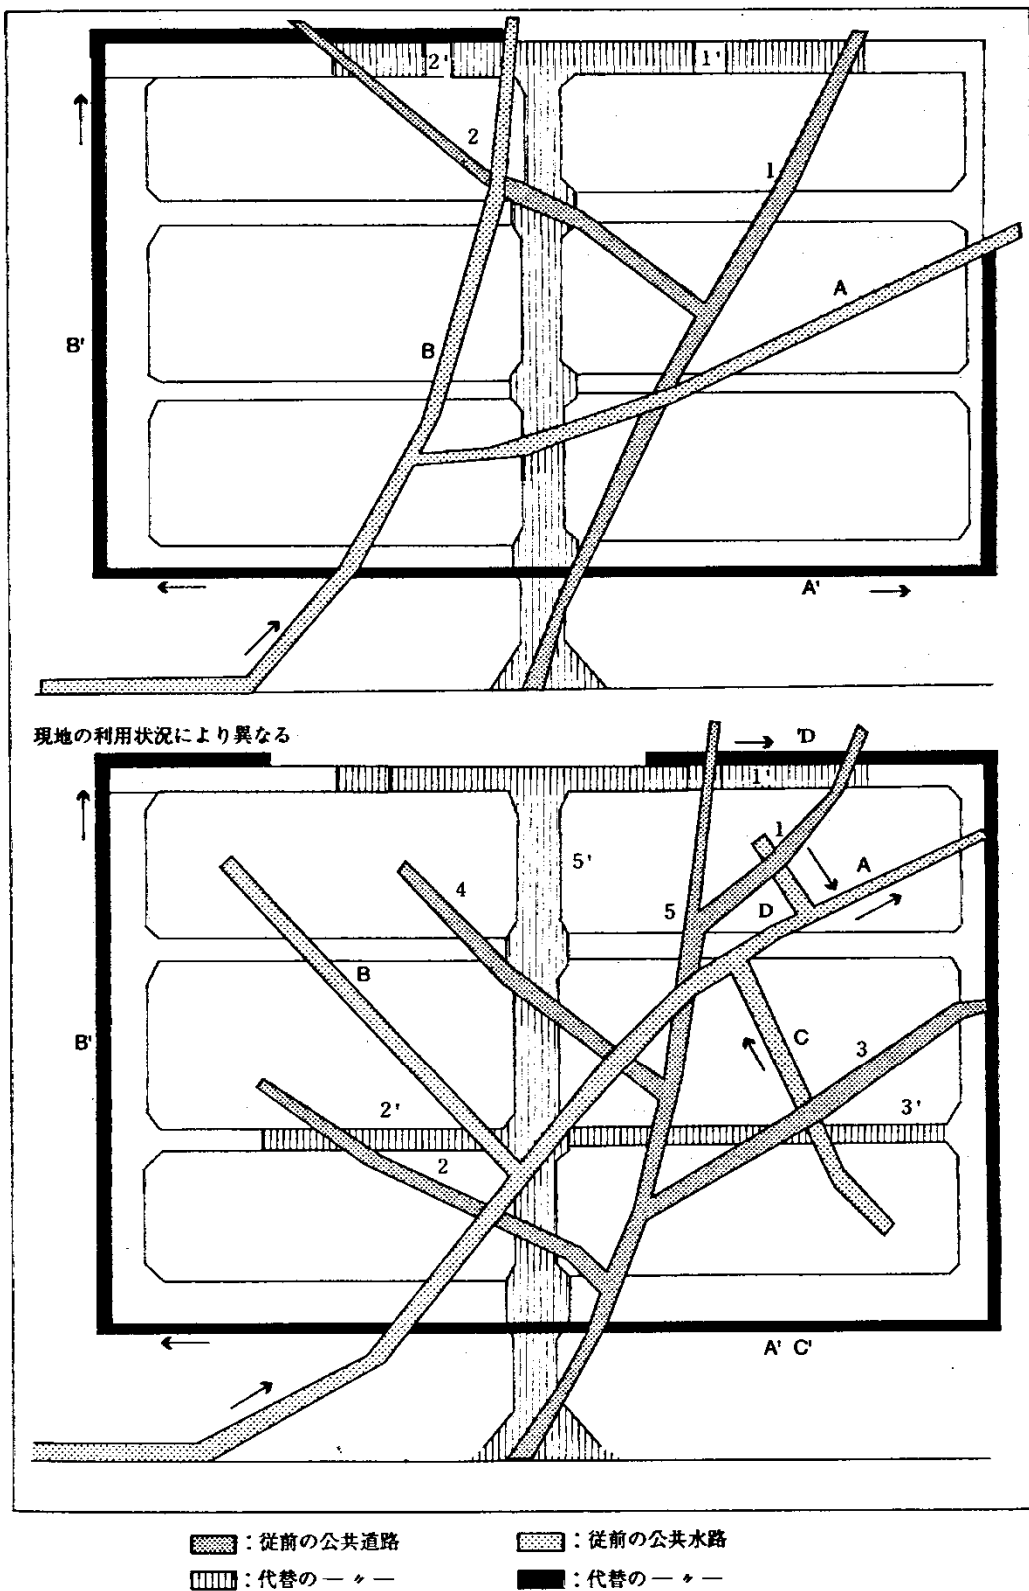 2'
1'
2
1
A
B'
B
A'
現地の利用状況により異なる
'D
1'
1
5'
A
4
5
D
B
B'
C
3
2'
3'
2
A' C'
：従前の公共道路
：従前の公共水路
：代替の ― 〃 ―
：代替の ― 〃 ―